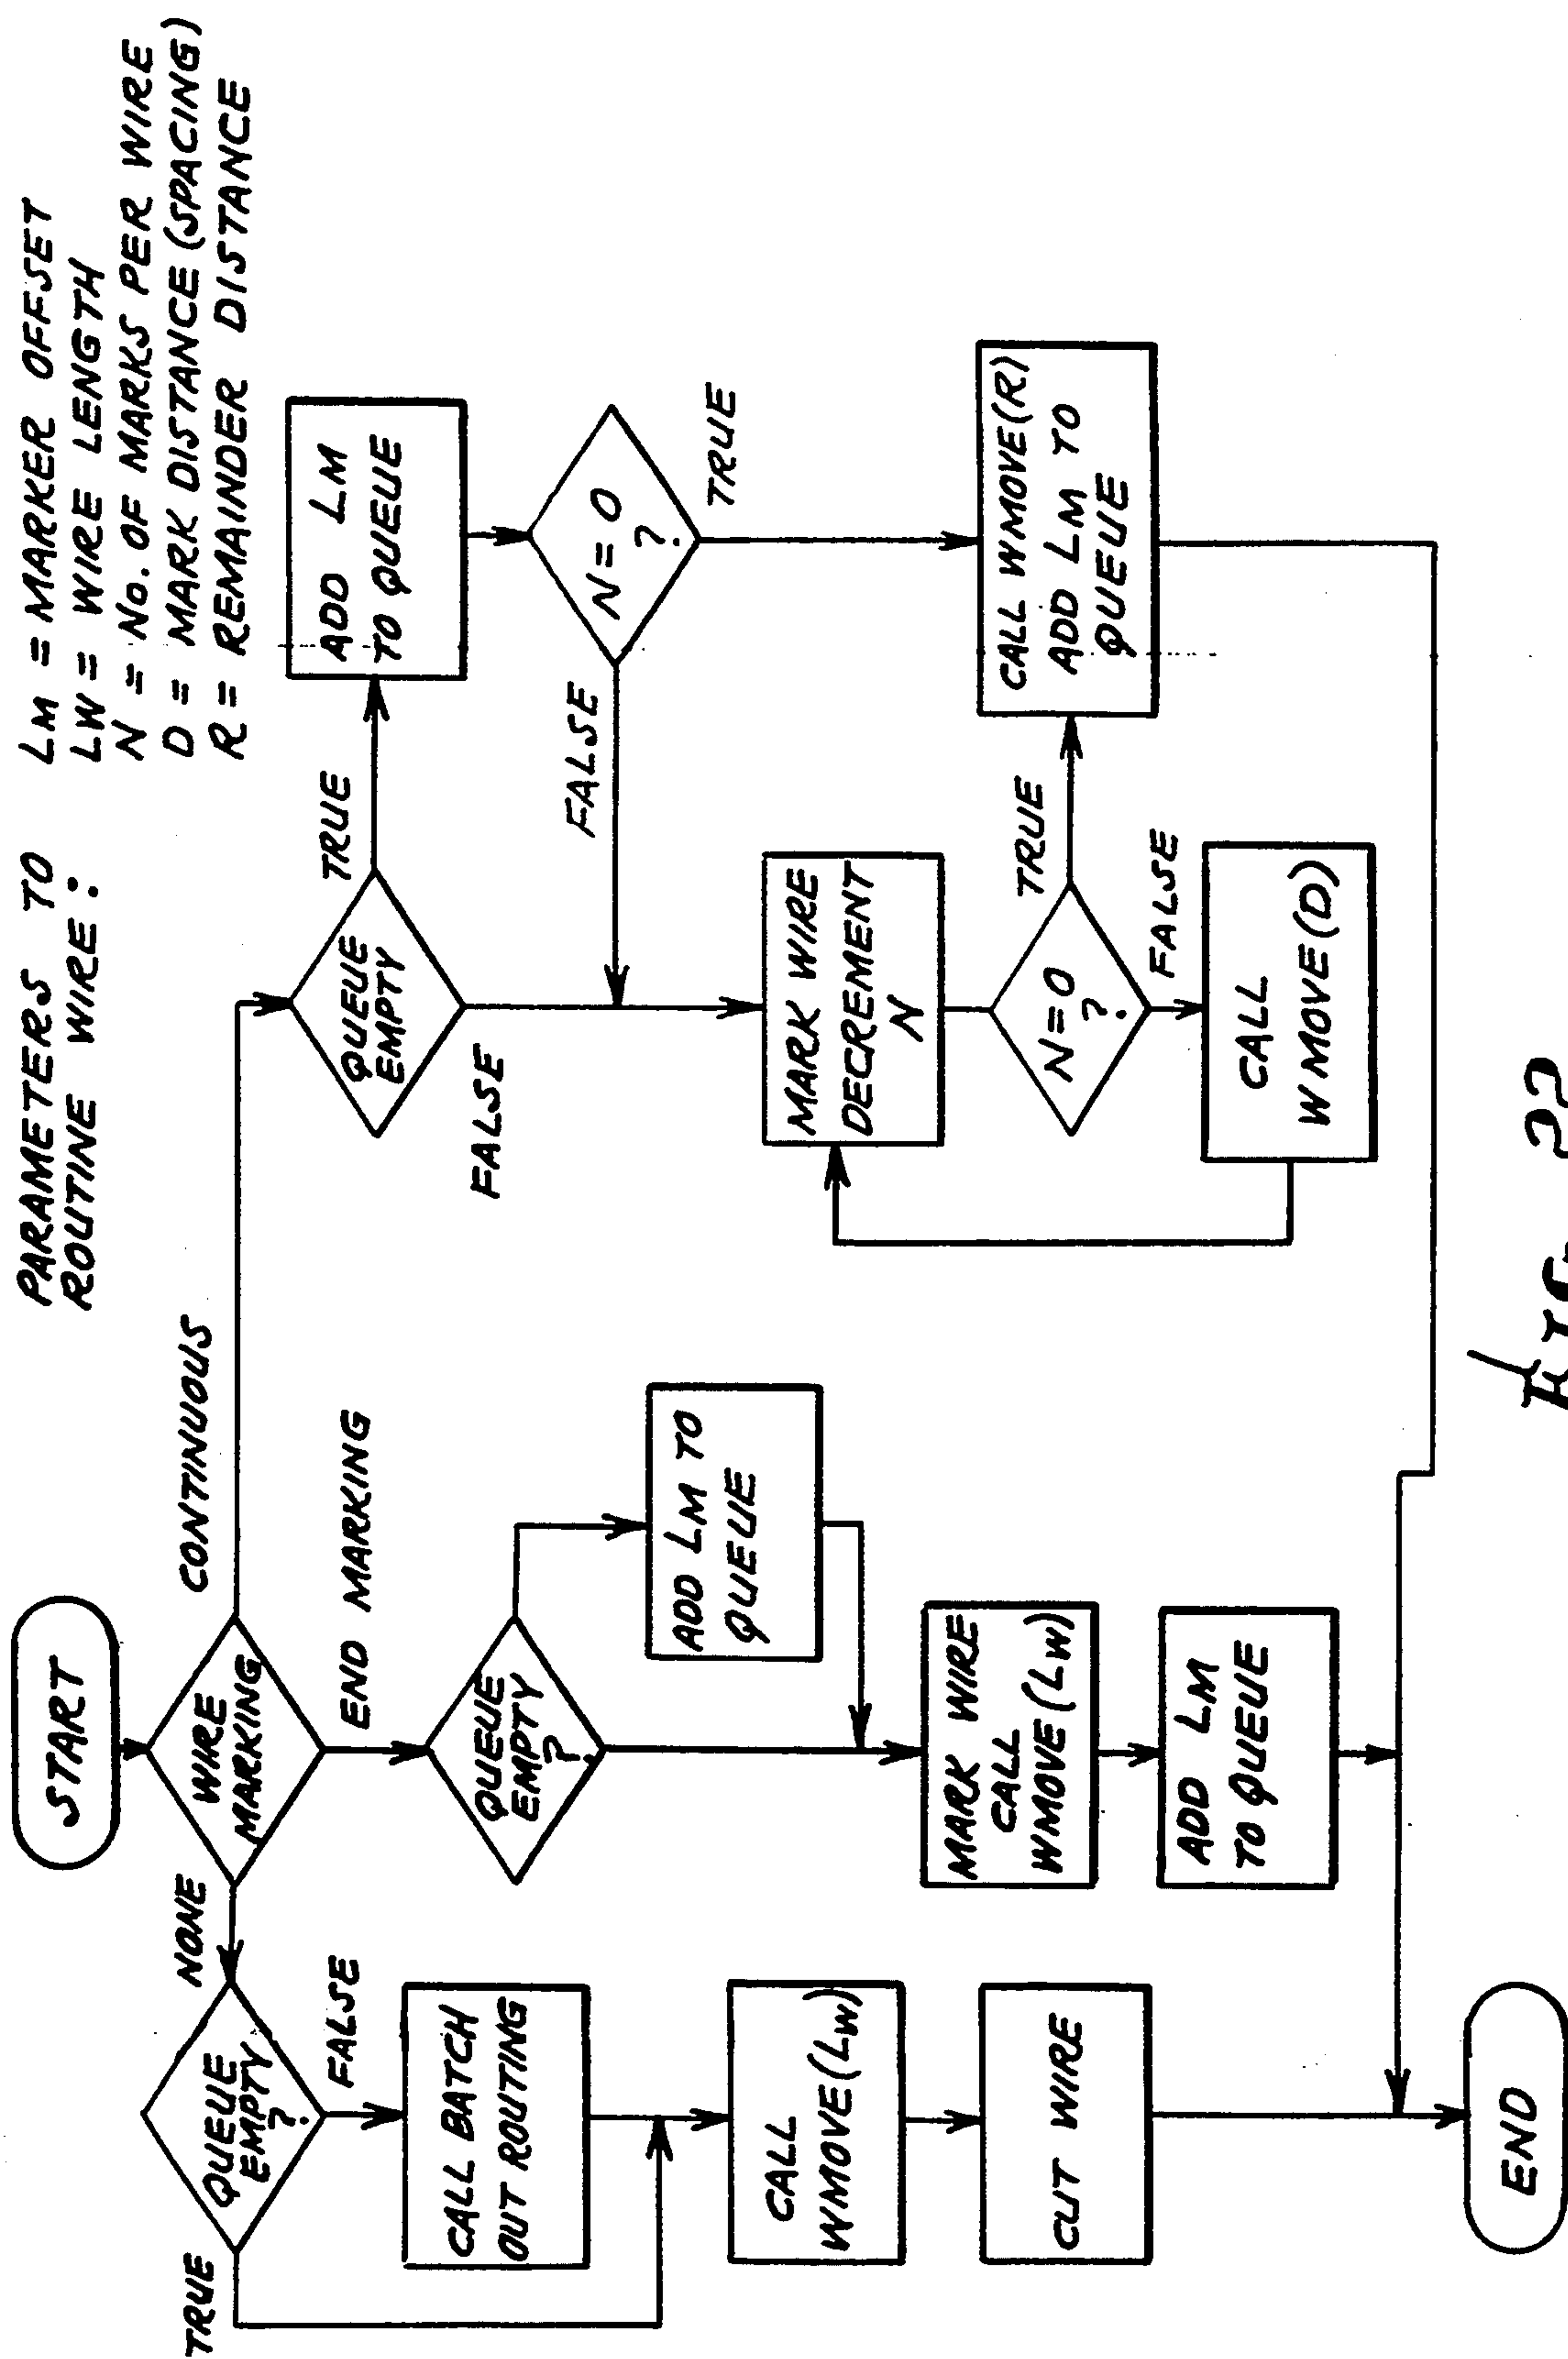 PARAMETERS TO
ROUTINE WIRE:
LM = MARKER OFFSET
LW = WIRE LENGTH
N = No. OF MARKS PER WIRE
D = MARK DISTANCE (SPACING)
R = REMAINDER DISTANCE
START
WIRE
MARKING
NONE
END MARKING
CONTINUOUS
QUEUE
EMPTY
?
TRUE
FALSE
CALL BATCH
OUT ROUTING
CALL
WMOVE(LW)
CUT WIRE
QUEUE
EMPTY
?
ADD LM TO
QUEUE
MARK WIRE
CALL
WMOVE(LW)
ADD LM
TO QUEUE
QUEUE
EMPTY
TRUE
FALSE
ADD LM
TO QUEUE
N=0
?
FALSE
TRUE
MARK WIRE
DECREMENT
N
N=0
?
TRUE
FALSE
CALL
WMOVE(D)
CALL WMOVE(R)
ADD LM TO
QUEUE
END